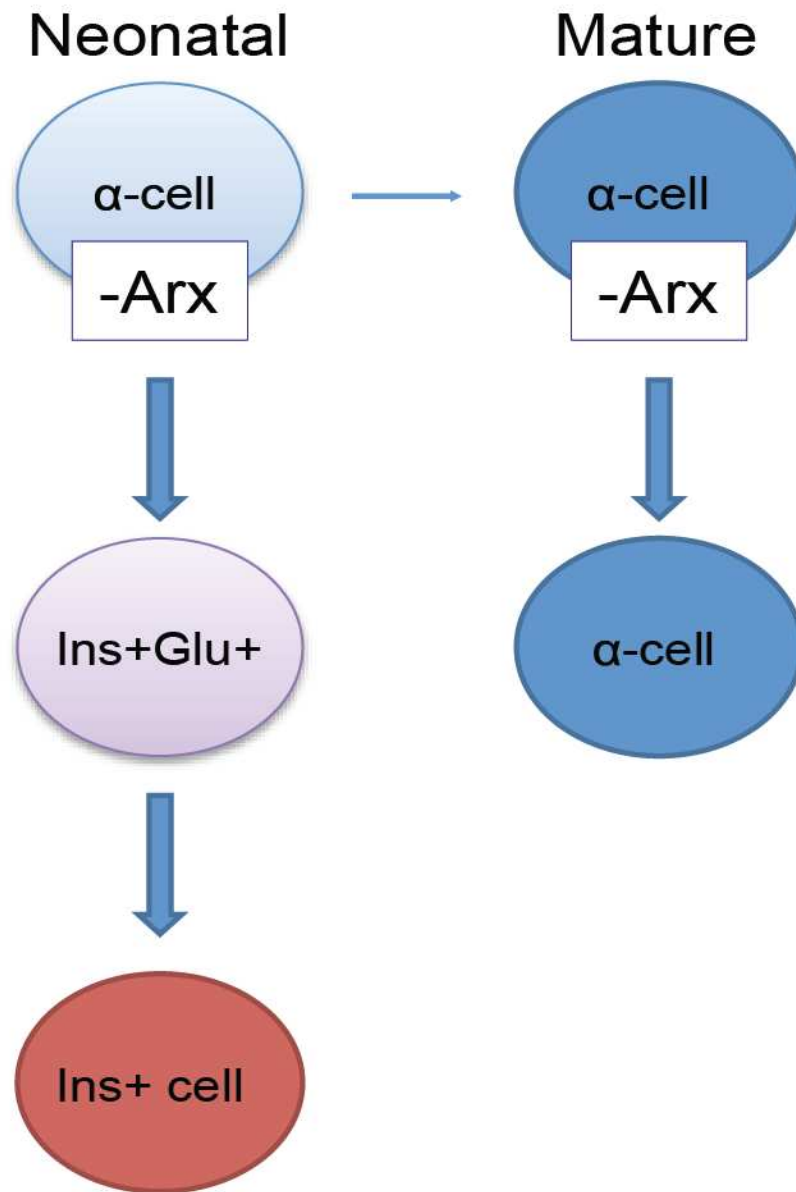 Neonatal
Mature
α-cell
α-cell
-Arx
-Arx
Ins+Glu+
α-cell
Ins+ cell